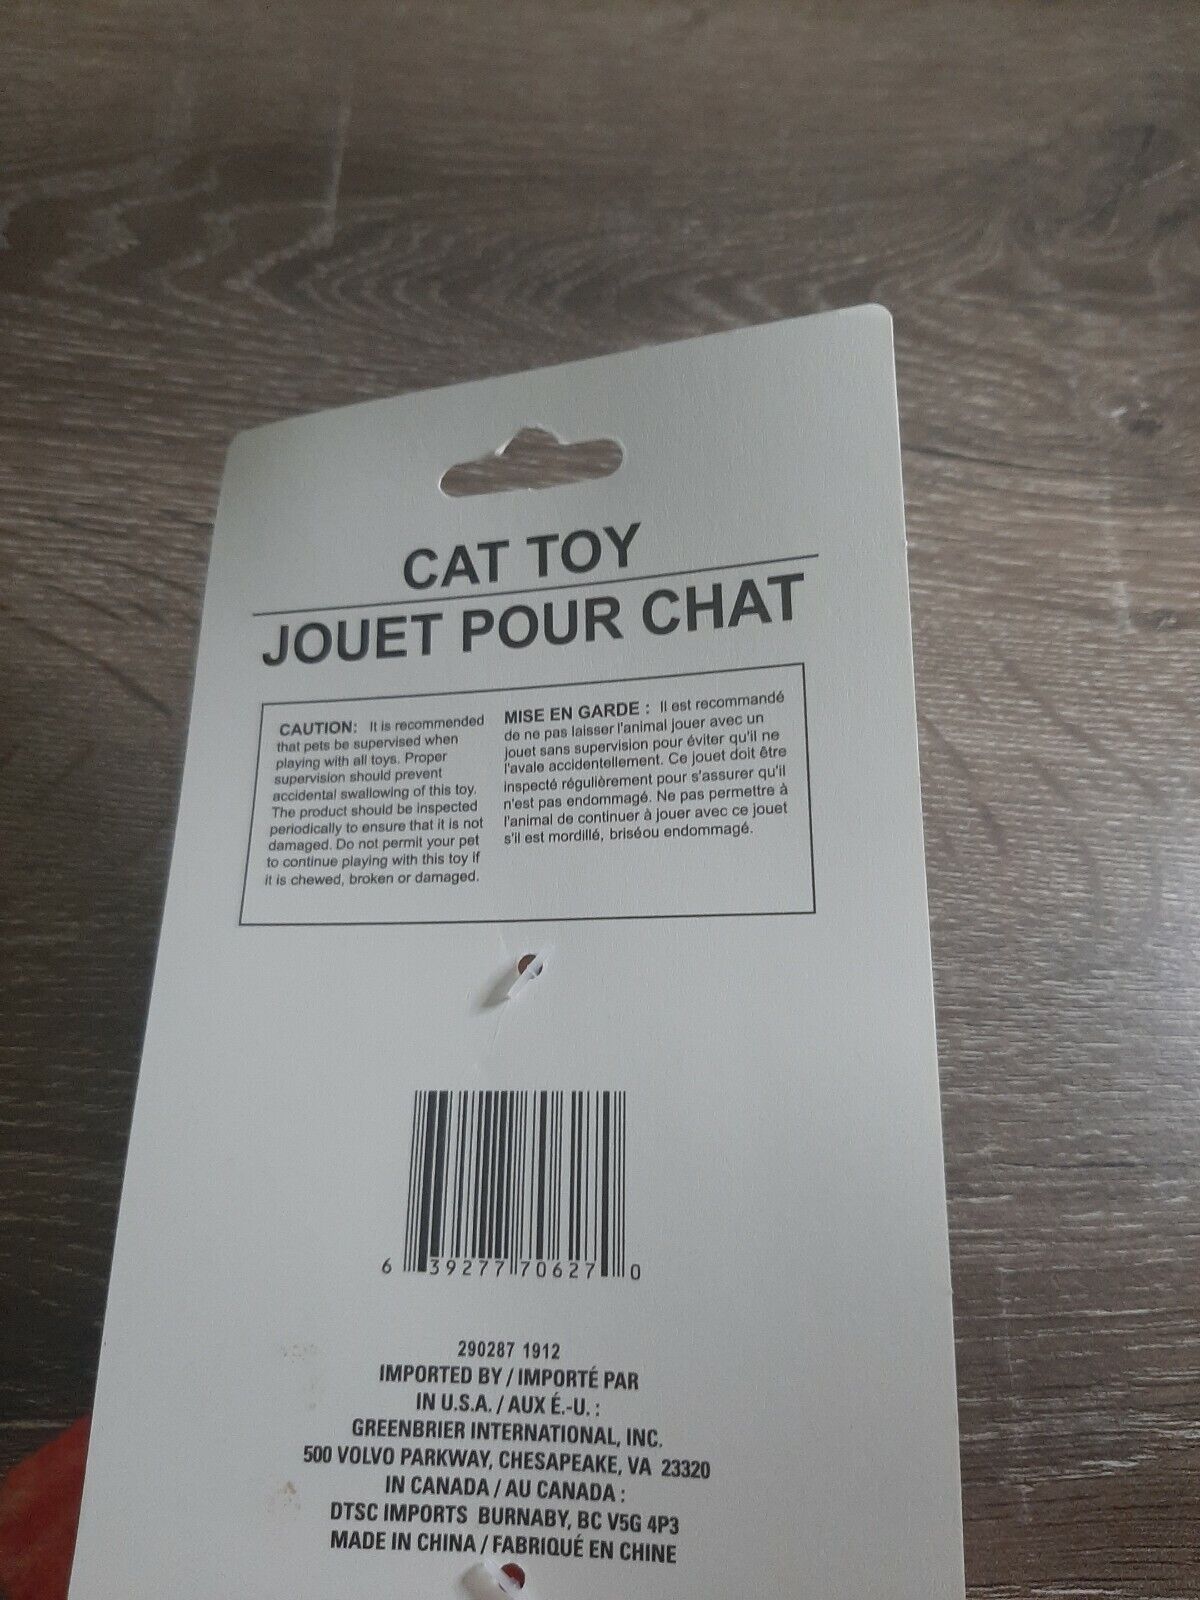 CAT TOY
JOUET POUR CHAT
CAUTION: It is recommended
that pets be supervised when
playing with all toys. Proper
supervision should prevent
accidental swallowing of this toy.
The product should be inspected
periodically to ensure that it is not
damaged. Do not permit your pet
to continue playing with this toy if
it is chewed, broken or damaged.
MISE EN GARDE : Il est recommandé
de ne pas laisser l'animal jouer avec un
jouet sans supervision pour éviter qu'il ne
l'avale accidentellement. Ce jouet doit être
inspecté régulièrement pour s'assurer qu'il
n'est pas endommagé. Ne pas permettre à
l'animal de continuer à jouer avec ce jouet
s'il est mordillé, briséou endommagé.
6 39277 70627 0
290287 1912
IMPORTED BY / IMPORTÉ PAR
IN U.S.A. / AUX É.-U. :
GREENBRIER INTERNATIONAL, INC.
500 VOLVO PARKWAY, CHESAPEAKE, VA 23320
IN CANADA / AU CANADA :
DTSC IMPORTS BURNABY, BC V5G 4P3
MADE IN CHINA / FABRIQUÉ EN CHINE